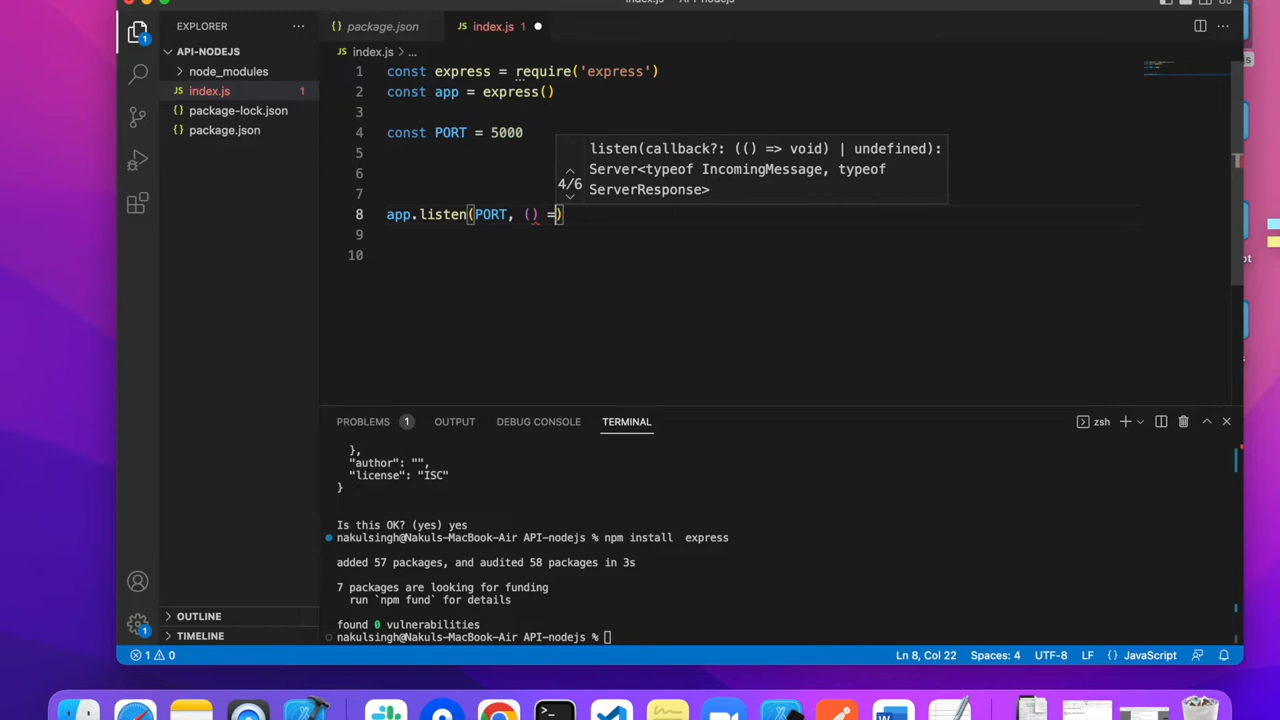 EXPLORER
package.json
index.js 1
API-NODEJS
index.js > ...
node_modules
index.js 1
package-lock.json
package.json
1 const express = require('express')
2 const app = express()
3
4 const PORT = 5000
5
6
7
8 app.listen(PORT, () =)
9
10
listen(callback?: (() => void) | undefined):
4/6 Server<typeof IncomingMessage, typeof
ServerResponse>
PROBLEMS 1 OUTPUT DEBUG CONSOLE TERMINAL
zsh
},
"author": "",
"license": "ISC"
}
Is this OK? (yes) yes
nakulsingh@Nakuls-MacBook-Air API-nodejs % npm install  express
added 57 packages, and audited 58 packages in 3s
7 packages are looking for funding
run `npm fund` for details
found 0 vulnerabilities
nakulsingh@Nakuls-MacBook-Air API-nodejs %
1
OUTLINE
TIMELINE
1
1 0
Ln 8, Col 22 Spaces: 4 UTF-8 LF {} JavaScript